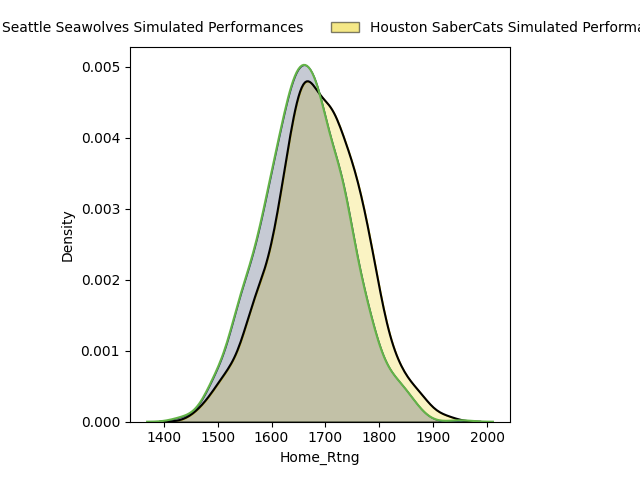 Seattle Seawolves Simulated Performances
Houston SaberCats Simulated
0.005
0.004
0.003
0.002
0.001
0.000
Density
1400 1500 1600 1700 1800 1900 2000
Home_Rtng